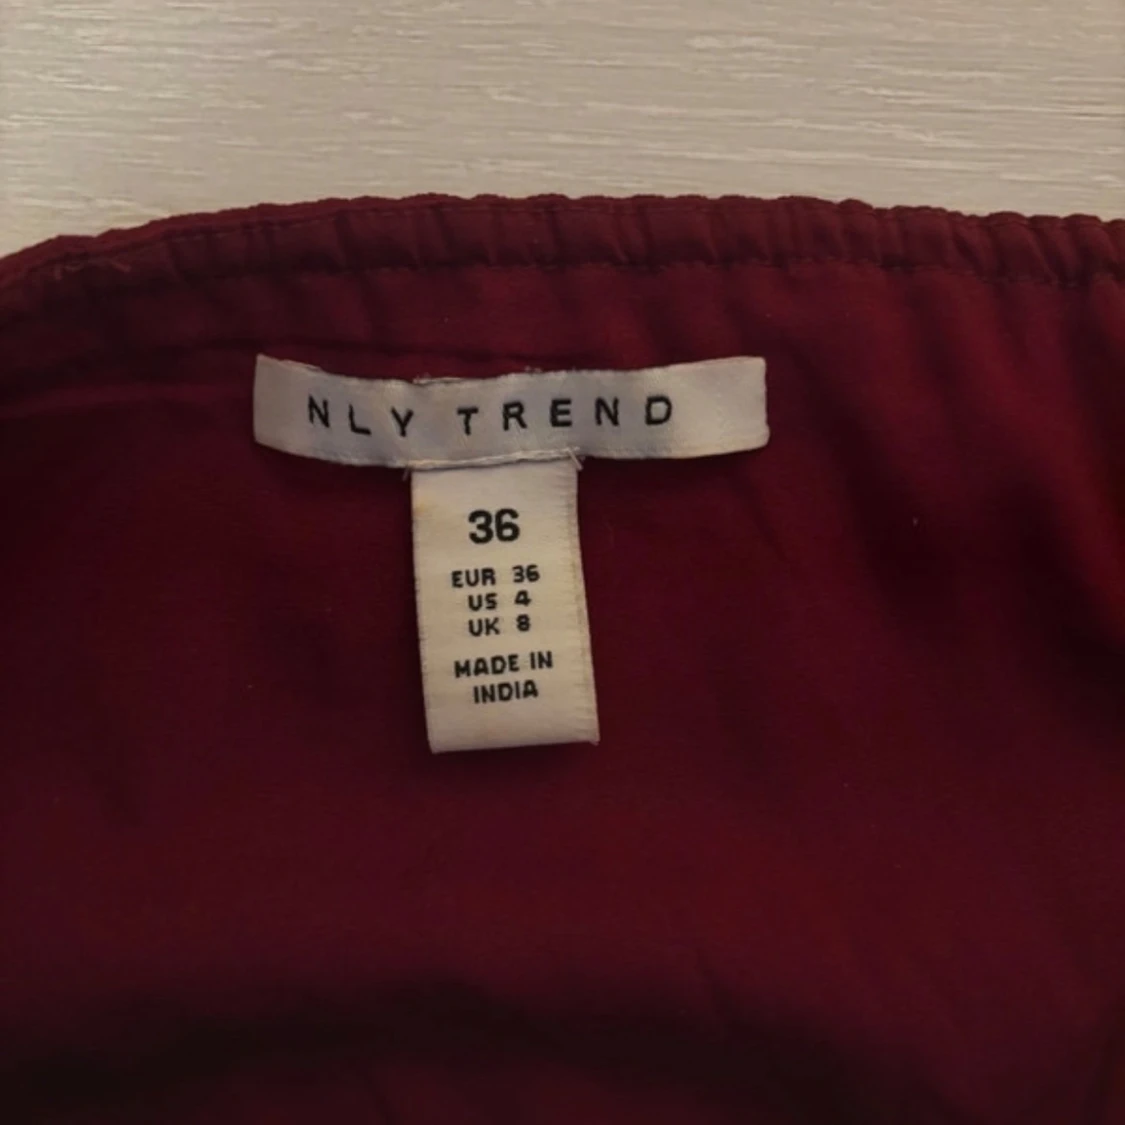 NLY TREND
36
EUR 36
US 4
UK 8
MADE IN
INDIA